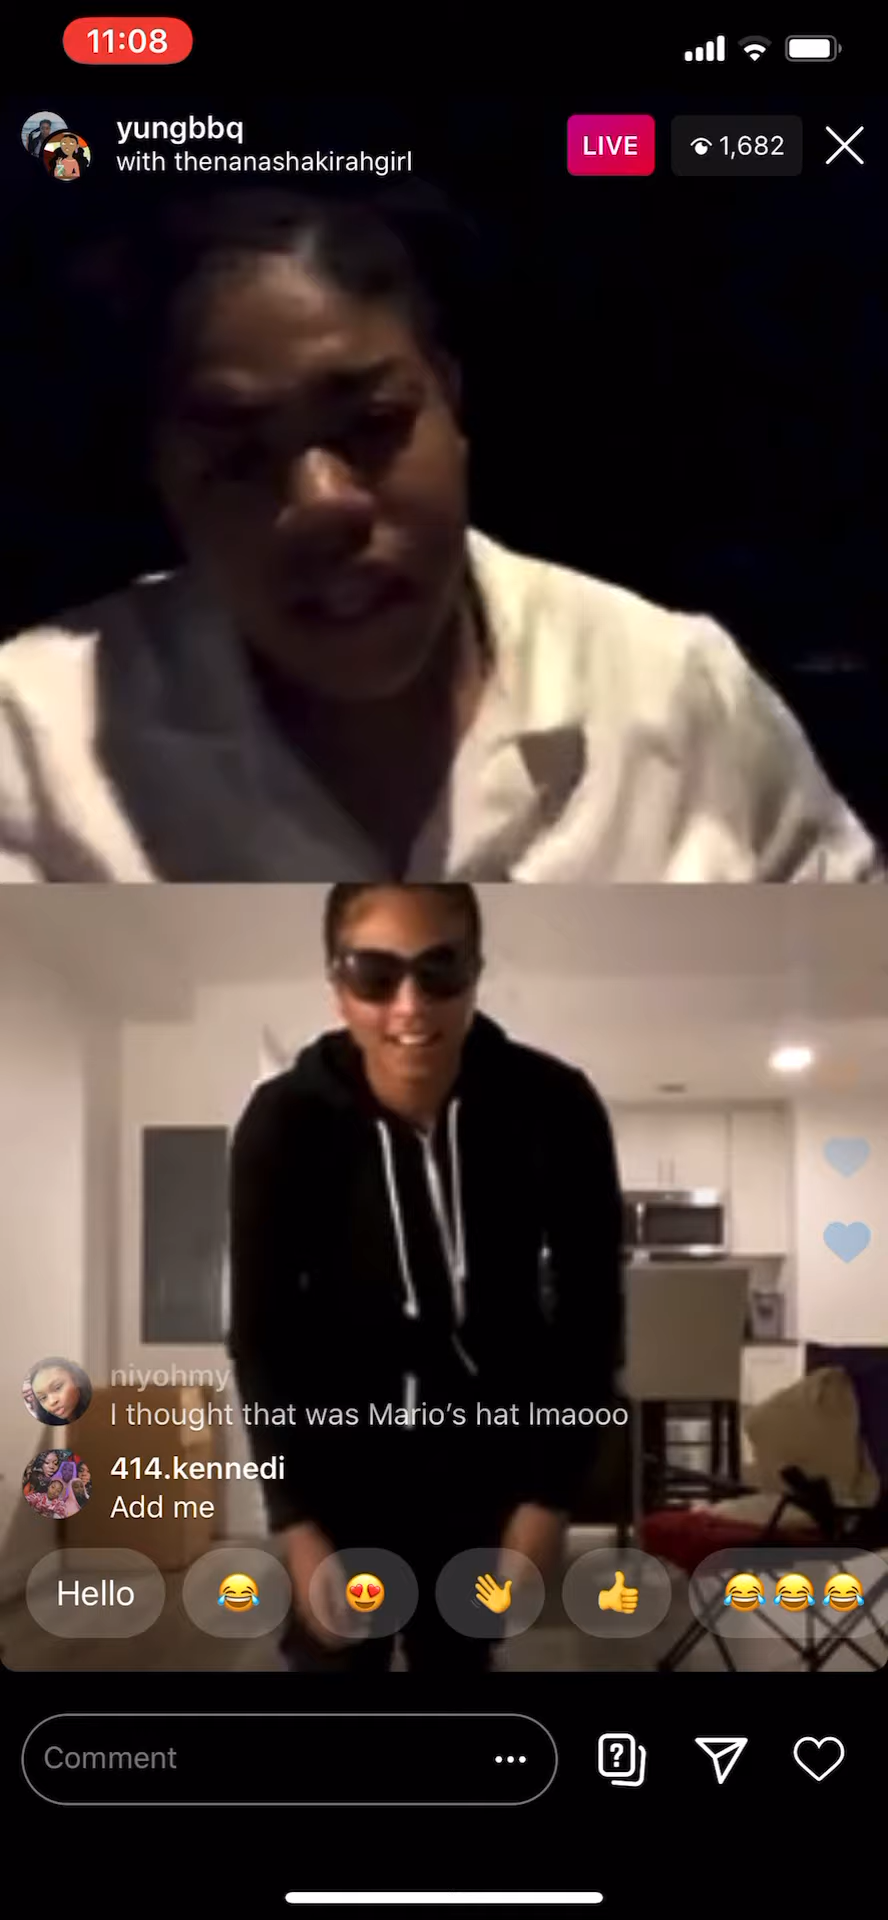 11:08
yungbbq
with thenanashakirahgirl
LIVE
1,682
niyohmy
I thought that was Mario’s hat lmaooo
414.kennedi
Add me
Hello
Comment